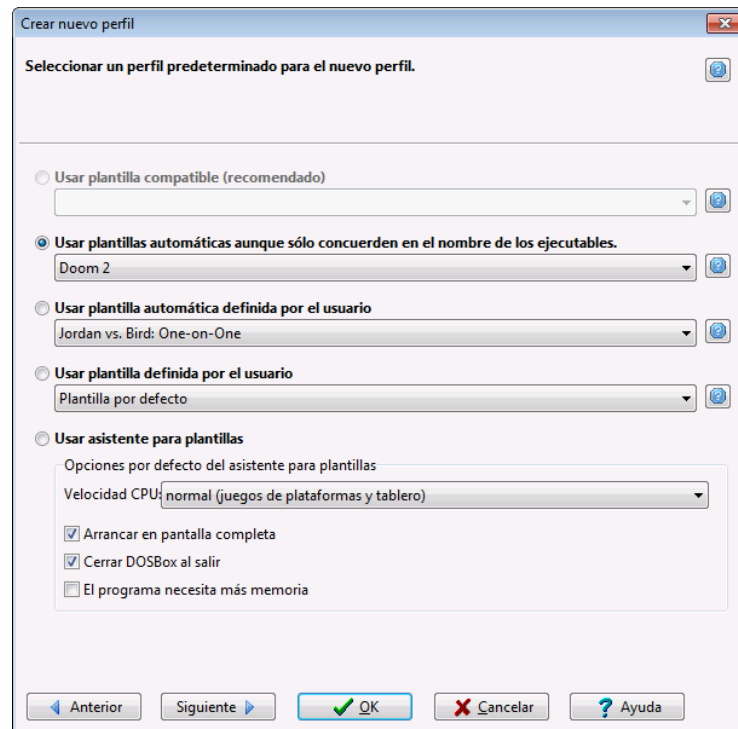 Crear nuevo perfil
Seleccionar un perfil predeterminado para el nuevo perfil.
Usar plantilla compatible (recomendado)
Usar plantillas automáticas aunque sólo concuerden en el nombre de los ejecutables.
Doom 2
Usar plantilla automática definida por el usuario
Jordan vs. Bird: One-on-One
Usar plantilla definida por el usuario
Plantilla por defecto
Usar asistente para plantillas
Opciones por defecto del asistente para plantillas
Velocidad CPU: normal (juegos de plataformas y tablero)
Arrancar en pantalla completa
Cerrar DOSBox al salir
El programa necesita más memoria
Anterior Siguiente OK Cancelar Ayuda